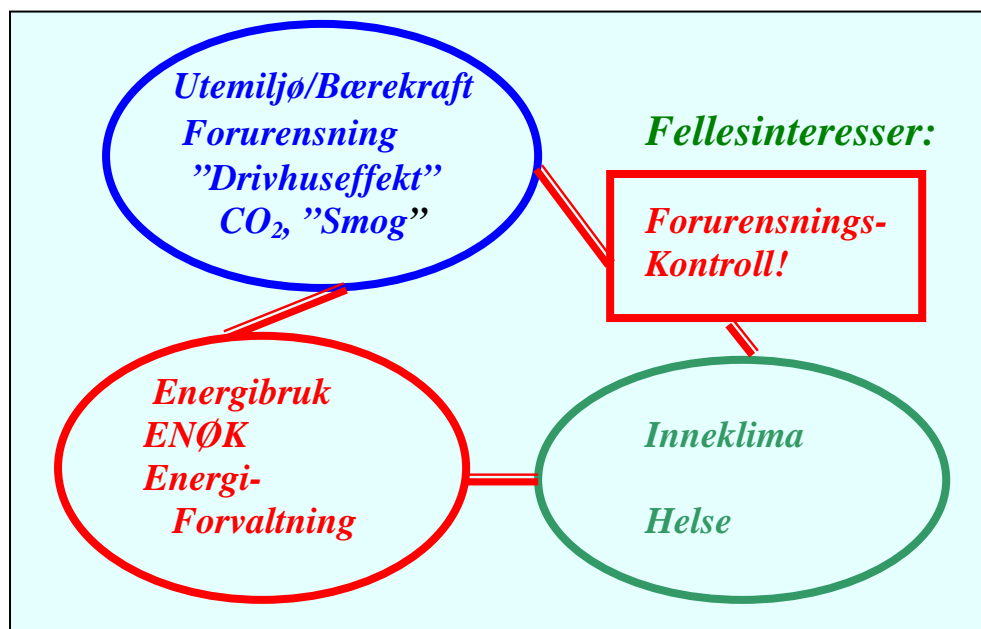 Utemiljø/Bærekraft
Forurensning
”Drivhuseffekt”
CO₂, ”Smog”
Fellesinteresser:
Forurensnings-
Kontroll!
Energibruk
ENØK
Energi-
Forvaltning
Inneklima
Helse